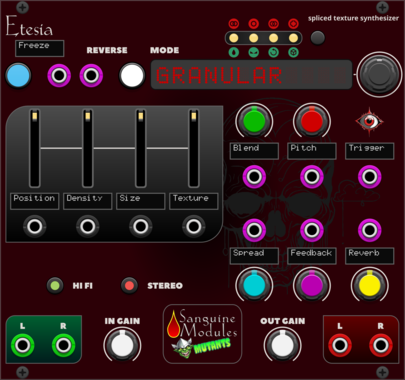 Etesia
spliced texture synthesizer
Freeze
REVERSE
MODE
GRANULAR
Blend
Pitch
Trigger
Position
Density
Size
Texture
Spread
Feedback
Reverb
HI FI
STEREO
L
R
IN GAIN
Sanguine
Modules
MUTANTS
OUT GAIN
L
R